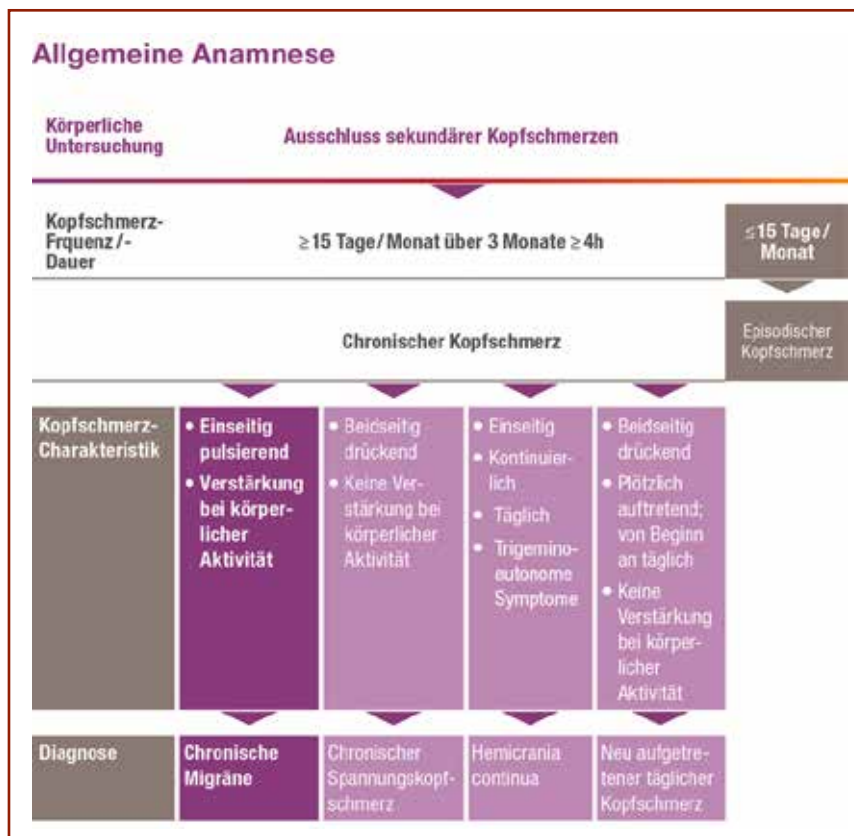 Allgemeine Anamnese
Körperliche
Untersuchung
Ausschluss sekundärer Kopfschmerzen
Kopfschmerz-
Frquenz/-
Dauer
≥15 Tage/Monat über 3 Monate ≥4h
≤15 Tage/
Monat
Chronischer Kopfschmerz
Episodischer
Kopfschmerz
Kopfschmerz-
Charakteristik
• Einseitig
pulsierend
• Verstärkung
bei körper-
licher
Aktivität
• Beidseitig
drückend
• Keine Ver-
stärkung bei
körperlicher
Aktivität
• Einseitig
• Kontinuier-
lich
• Täglich
• Trigemino-
autonome
Symptome
• Beidseitig
drückend
• Plötzlich
auftretend;
von Beginn
an täglich
• Keine
Verstärkung
bei körper-
licher
Aktivität
Diagnose
Chronische
Migräne
Chronischer
Spannungskopf-
schmerz
Hemicrania
continua
Neu aufgetre-
tener täglicher
Kopfschmerz